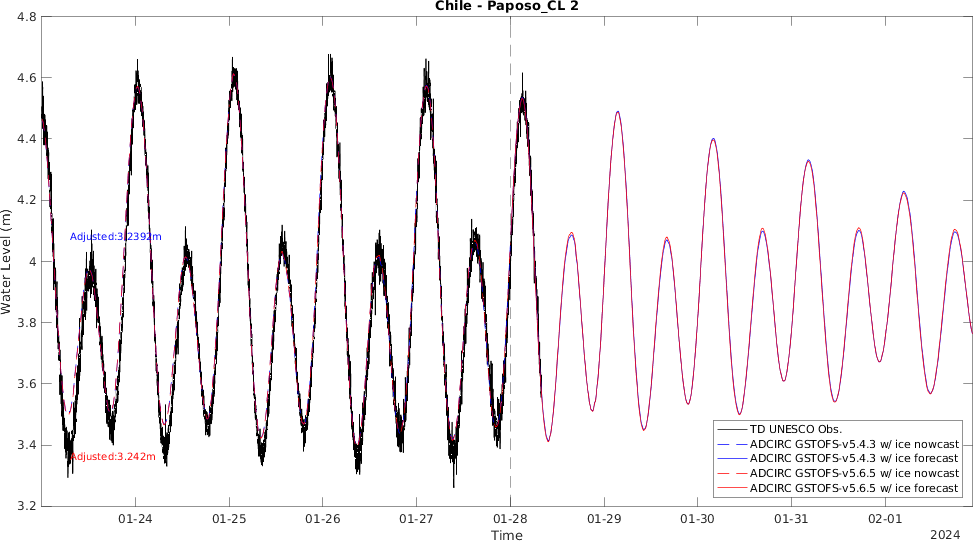 Chile - Paposo_CL 2
4.8
4.6
4.4
4.2
4
3.8
3.6
3.4
3.2
Water Level (m)
Adjusted:3.2392m
Adjusted:3.242m
TD UNESCO Obs.
ADCIRC GSTOFS-v5.4.3 w/ ice nowcast
ADCIRC GSTOFS-v5.4.3 w/ ice forecast
ADCIRC GSTOFS-v5.6.5 w/ ice nowcast
ADCIRC GSTOFS-v5.6.5 w/ ice forecast
01-24 01-25 01-26 01-27 01-28 01-29 01-30 01-31 02-01
Time
2024